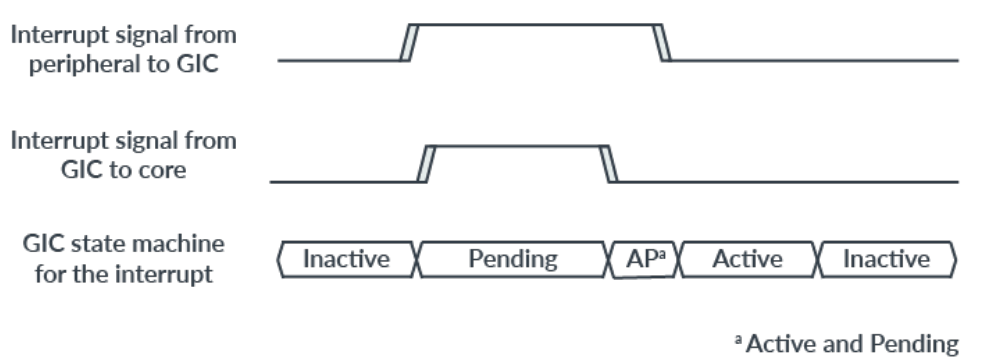 Interrupt signal from
peripheral to GIC
Interrupt signal from
GIC to core
GIC state machine
for the interrupt
Inactive Pending APᵃ Active Inactive
ᵃ Active and Pending